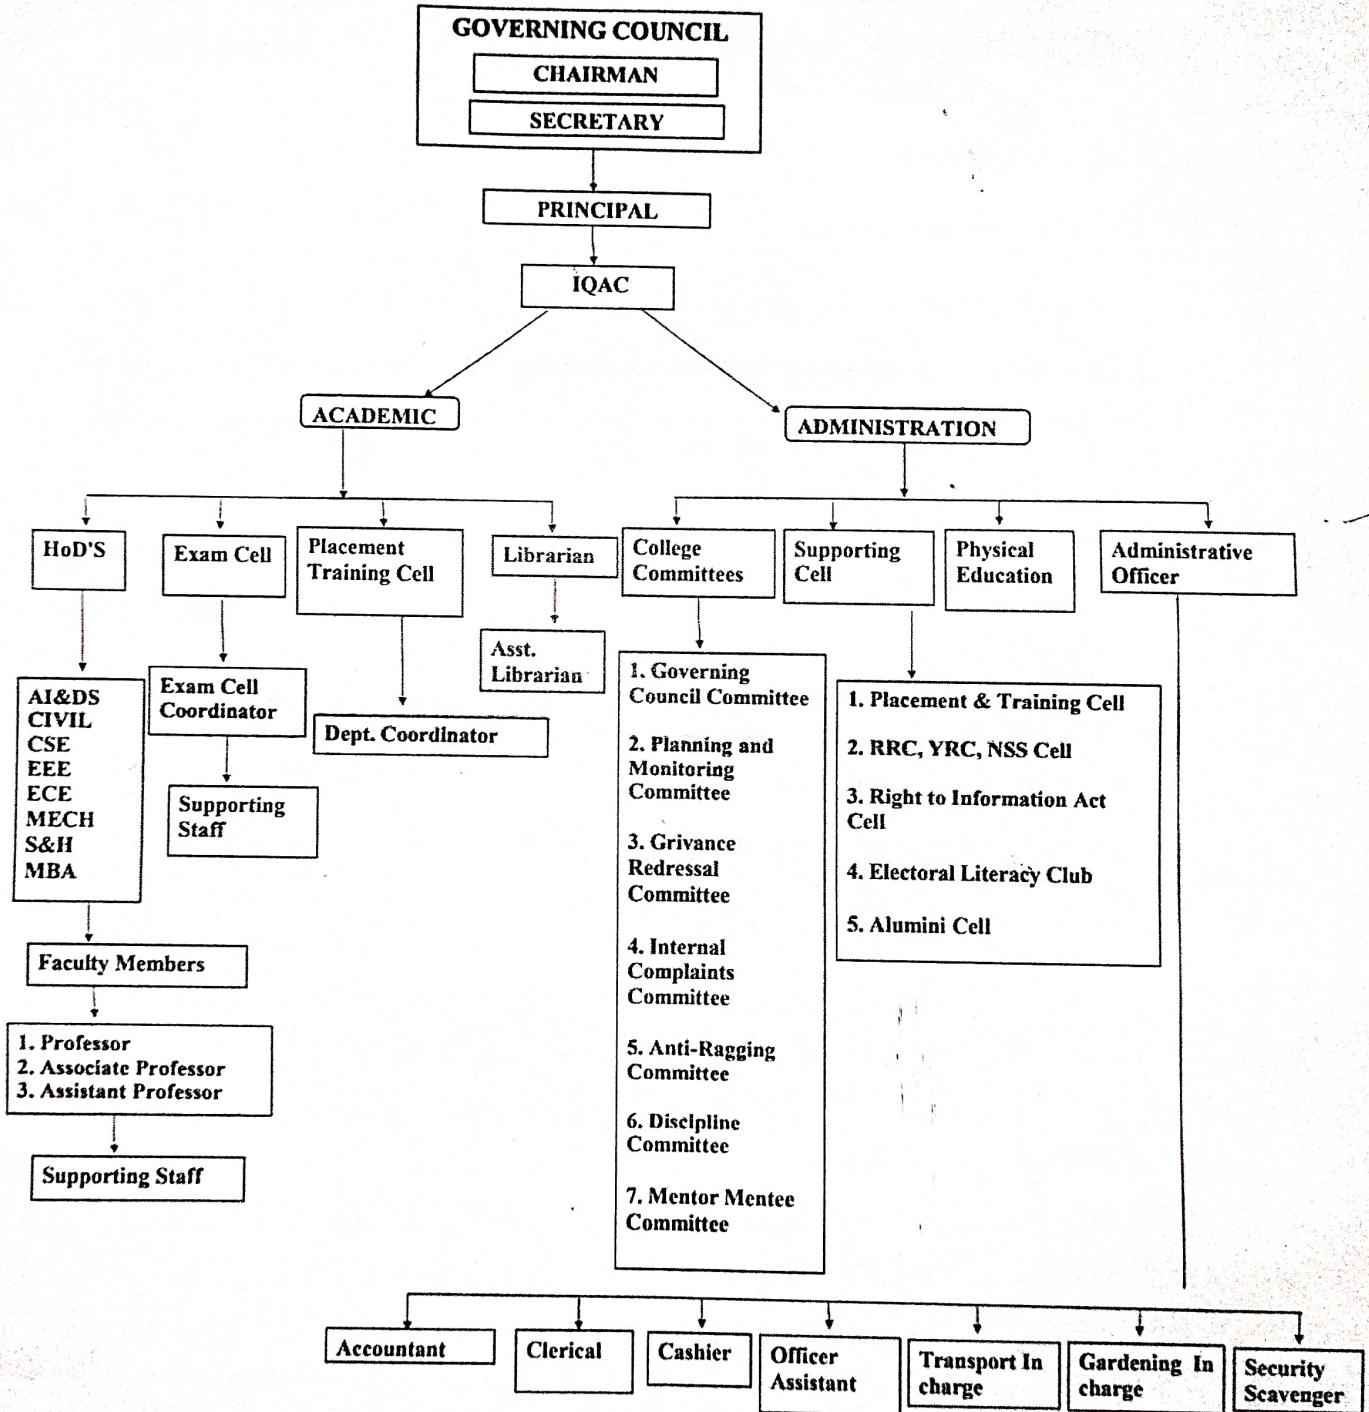 GOVERNING COUNCIL
CHAIRMAN
SECRETARY
PRINCIPAL
IQAC
ACADEMIC
ADMINISTRATION
HoD'S
Exam Cell
Placement
Training Cell
Librarian
College
Committees
Supporting
Cell
Physical
Education
Administrative
Officer
AI&DS
CIVIL
CSE
EEE
ECE
MECH
S&H
MBA
Exam Cell
Coordinator
Dept. Coordinator
Asst.
Librarian
Supporting
Staff
Faculty Members
1. Professor
2. Associate Professor
3. Assistant Professor
Supporting Staff
1. Governing
Council Committee
2. Planning and
Monitoring
Committee
3. Grivance
Redressal
Committee
4. Internal
Complaints
Committee
5. Anti-Ragging
Committee
6. Discipline
Committee
7. Mentor Mentee
Committee
1. Placement & Training Cell
2. RRC, YRC, NSS Cell
3. Right to Information Act
Cell
4. Electoral Literacy Club
5. Alumini Cell
Accountant
Clerical
Cashier
Officer
Assistant
Transport In
charge
Gardening In
charge
Security
Scavenger